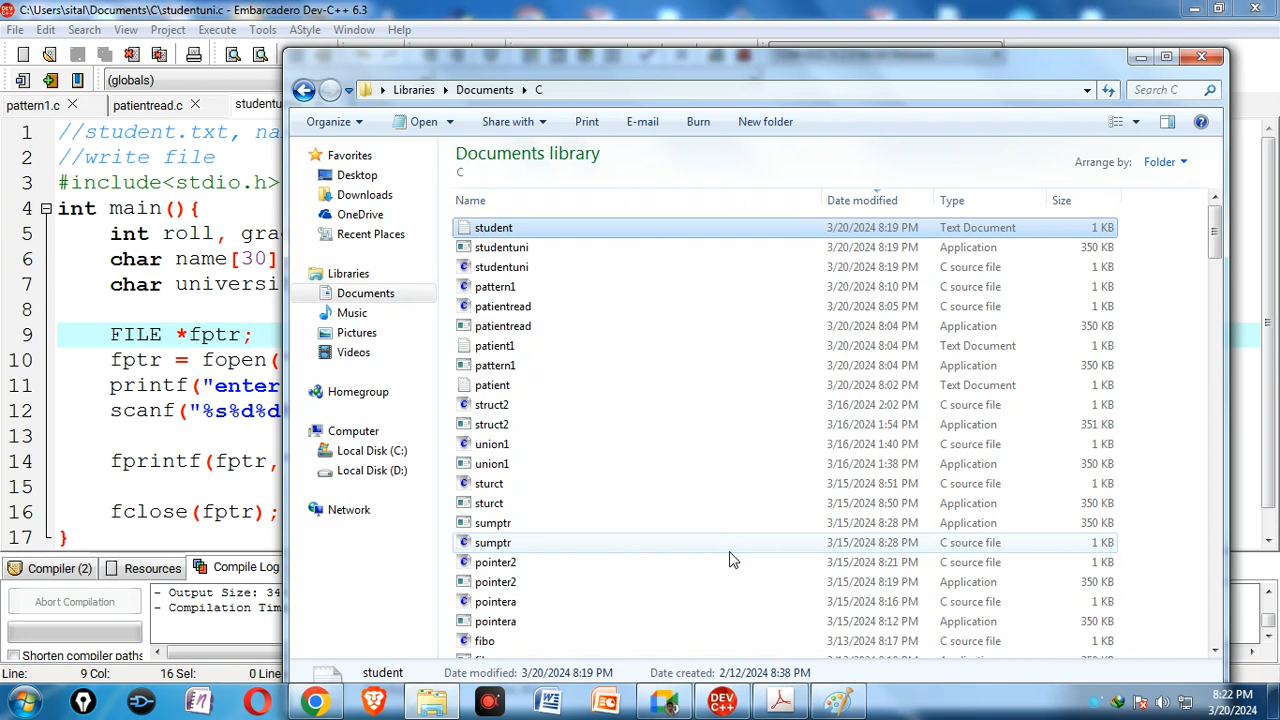 C:\Users\sital\Documents\C\studentuni.c - Embarcadero Dev-C++ 6.3
File Edit Search View Project Execute Tools AStyle Window Help
(globals)
pattern1.c patientread.c studentu
1 //student.txt, na
2 //write file
3 #include<stdio.h>
4 int main(){
5 int roll, gra
6 char name[30]
7 char universi
8
9 FILE *fptr;
10 fptr = fopen(
11 printf("enter
12 scanf("%s%d%d
13
14 fprintf(fptr,
15
16 fclose(fptr);
17 }
Compiler (2) Resources Compile Log
Abort Compilation
Shorten compiler paths
- Output Size: 34
- Compilation Tim
Line: 9 Col: 16 Sel: 0 Line
Libraries Documents C
Search C
Organize Open Share with Print E-mail Burn New folder
Favorites
Desktop
Downloads
OneDrive
Recent Places
Libraries
Documents
Music
Pictures
Videos
Homegroup
Computer
Local Disk (C:)
Local Disk (D:)
Network
Documents library
C
Arrange by: Folder
Name Date modified Type Size
student 3/20/2024 8:19 PM Text Document 1 KB
studentuni 3/20/2024 8:19 PM Application 350 KB
studentuni 3/20/2024 8:19 PM C source file 1 KB
pattern1 3/20/2024 8:10 PM C source file 1 KB
patientread 3/20/2024 8:05 PM C source file 1 KB
patientread 3/20/2024 8:04 PM Application 350 KB
patient1 3/20/2024 8:04 PM Text Document 1 KB
pattern1 3/20/2024 8:04 PM Application 350 KB
patient 3/20/2024 8:02 PM Text Document 1 KB
struct2 3/16/2024 2:02 PM C source file 1 KB
struct2 3/16/2024 1:54 PM Application 351 KB
union1 3/16/2024 1:40 PM C source file 1 KB
union1 3/16/2024 1:38 PM Application 350 KB
sturct 3/15/2024 8:51 PM C source file 1 KB
sturct 3/15/2024 8:50 PM Application 350 KB
sumptr 3/15/2024 8:28 PM Application 350 KB
sumptr 3/15/2024 8:28 PM C source file 1 KB
pointer2 3/15/2024 8:21 PM C source file 1 KB
pointer2 3/15/2024 8:19 PM Application 350 KB
pointera 3/15/2024 8:16 PM C source file 1 KB
pointera 3/15/2024 8:12 PM Application 350 KB
fibo 3/13/2024 8:17 PM C source file 1 KB
student Date modified: 3/20/2024 8:19 PM Date created: 2/12/2024 8:38 PM
8:22 PM
3/20/2024